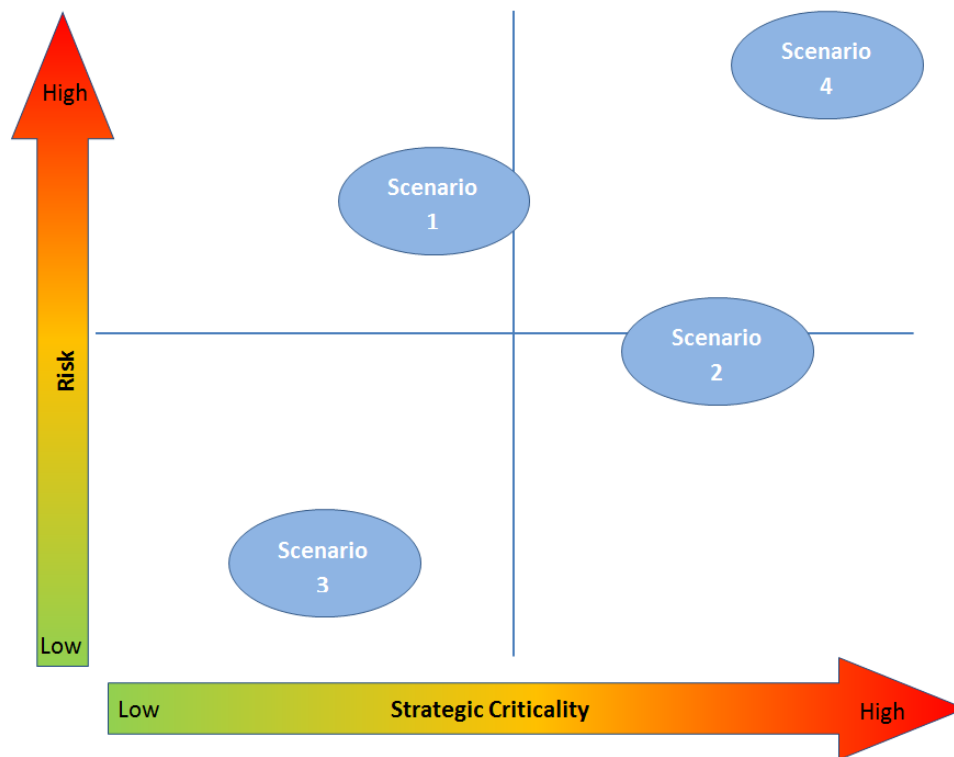 High
Scenario
4
Scenario
1
Scenario
2
Risk
Scenario
3
Low
Low
Strategic Criticality
High